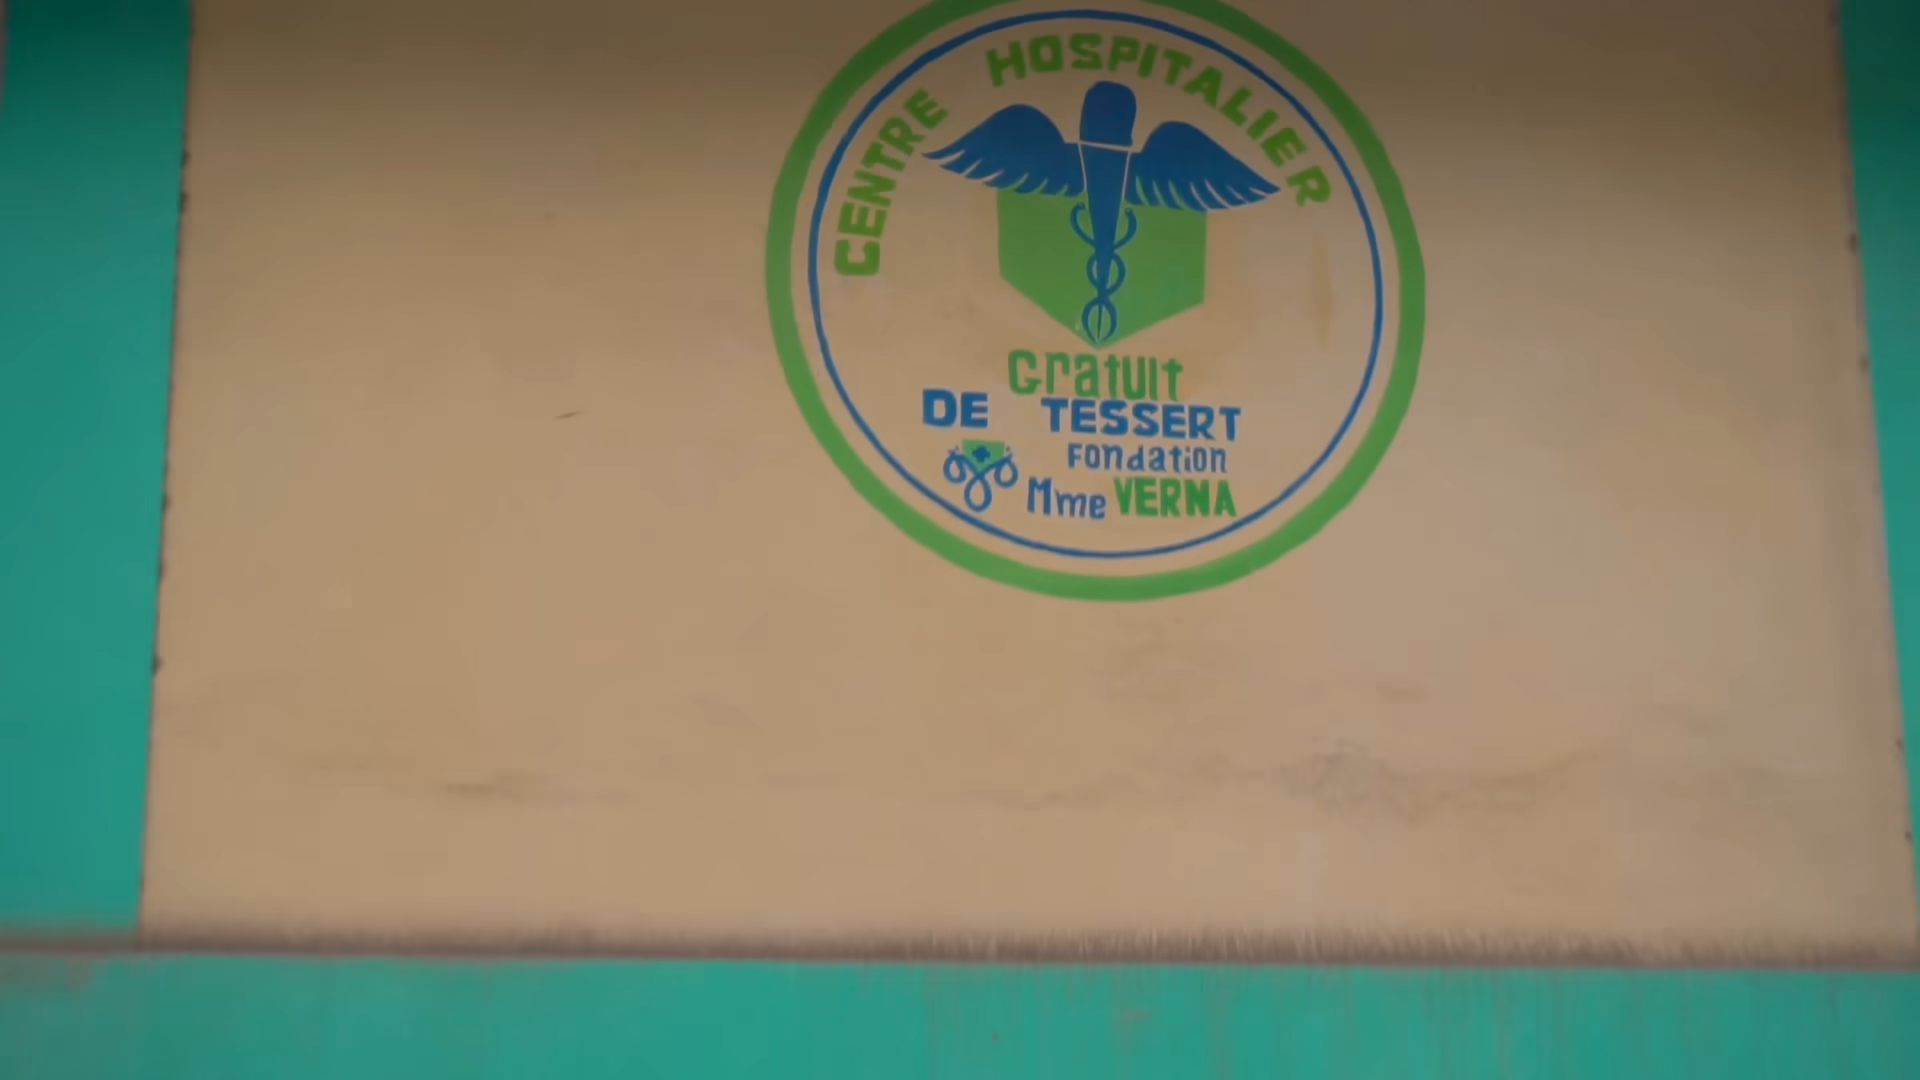 CENTRE HOSPITALIER
Gratuit
DE TESSERT
Fondation
Mme VERNA